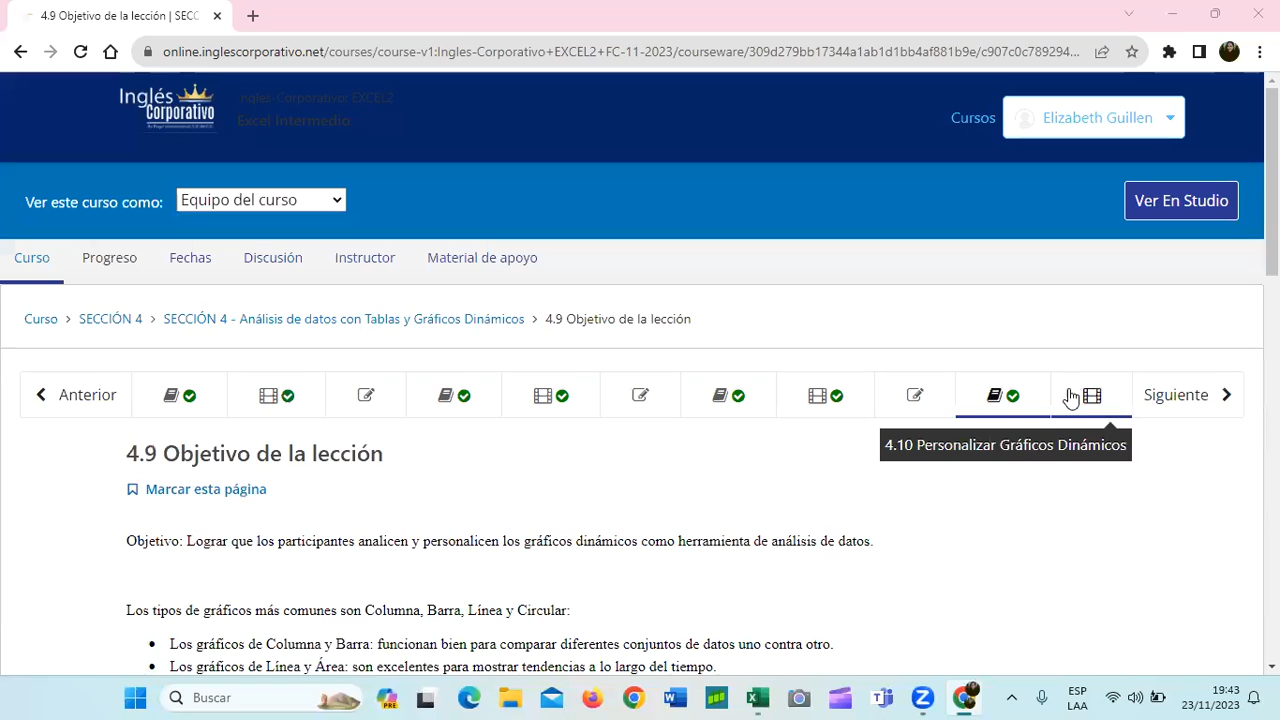 4.9 Objetivo de la lección | SECC
online.inglescorporativo.net/courses/course-v1:Ingles-Corporativo+EXCEL2+FC-11-2023/courseware/309d279bb17344a1ab1d1bb4af881b9e/c907c0c789294...
Inglés
Corporativo
Ingles-Corporativo: EXCEL2
Excel Intermedio
Cursos
Elizabeth Guillen
Ver este curso como:
Equipo del curso
Ver En Studio
Curso
Progreso
Fechas
Discusión
Instructor
Material de apoyo
Curso > SECCIÓN 4 > SECCIÓN 4 - Análisis de datos con Tablas y Gráficos Dinámicos > 4.9 Objetivo de la lección
Anterior
Siguiente
4.10 Personalizar Gráficos Dinámicos
4.9 Objetivo de la lección
Marcar esta página
Objetivo: Lograr que los participantes analicen y personalicen los gráficos dinámicos como herramienta de análisis de datos.
Los tipos de gráficos más comunes son Columna, Barra, Línea y Circular:
• Los gráficos de Columna y Barra: funcionan bien para comparar diferentes conjuntos de datos uno contra otro.
• Los gráficos de Línea y Área: son excelentes para mostrar tendencias a lo largo del tiempo.
Buscar
PRE
ESP
LAA
19:43
23/11/2023